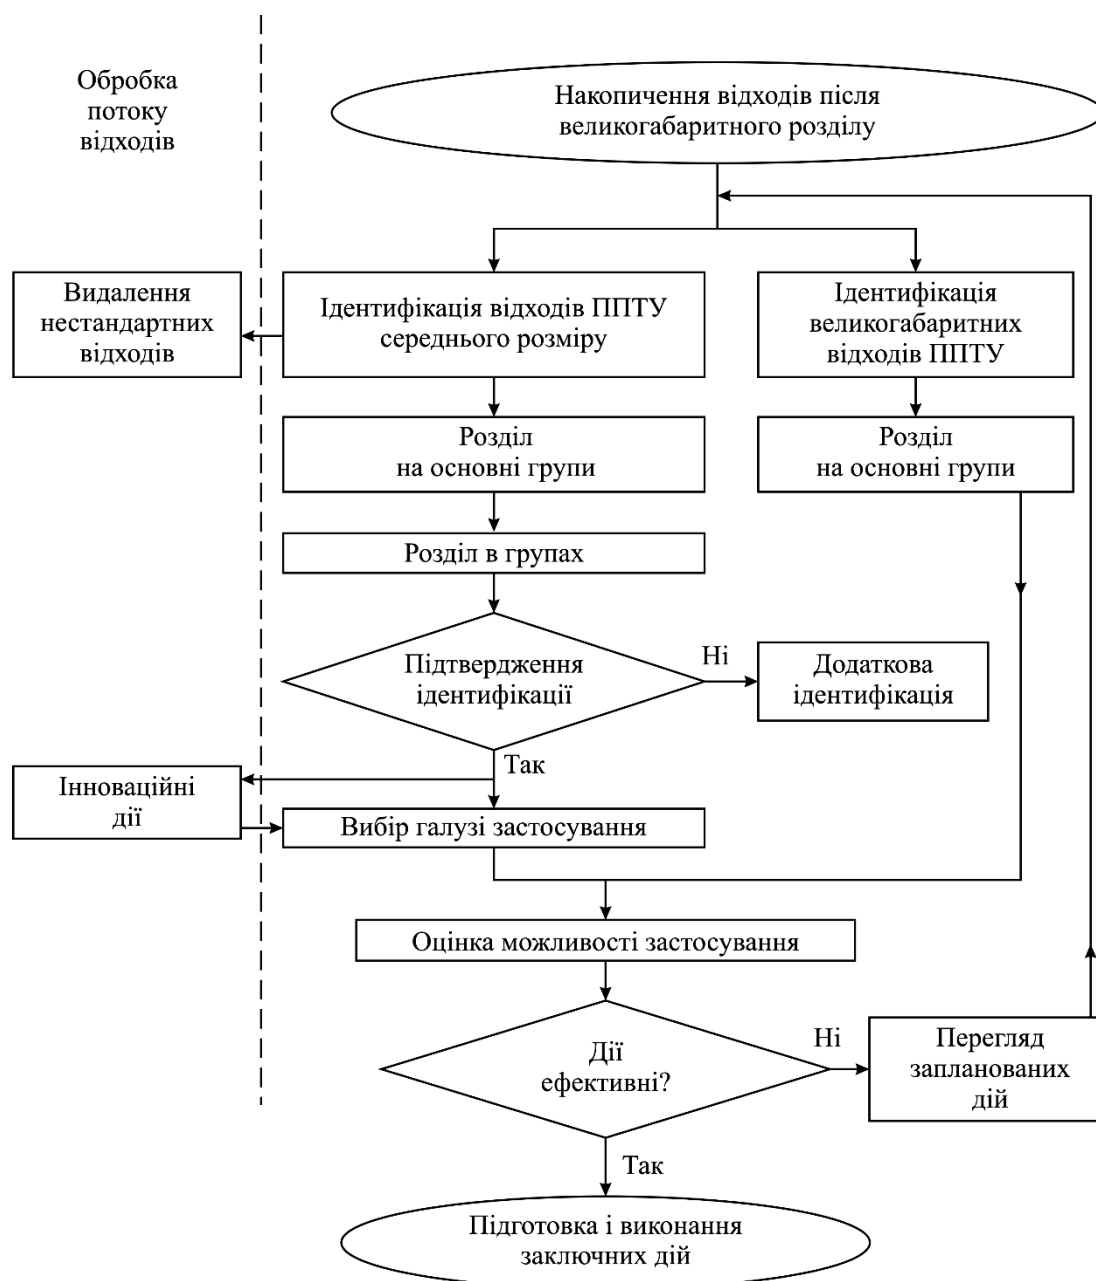 Обробка
потоку
відходів
Накопичення відходів після
великогабаритного розділу
Видалення
нестандартних
відходів
Ідентифікація відходів ППТУ
середнього розміру
Ідентифікація
великогабаритних
відходів ППТУ
Розділ
на основні групи
Розділ
на основні групи
Розділ в групах
Підтвердження
ідентифікації
Ні
Додаткова
ідентифікація
Так
Інноваційні
дії
Вибір галузі застосування
Оцінка можливості застосування
Дії
ефективні?
Ні
Перегляд
запланованих
дій
Так
Підготовка і виконання
заключних дій